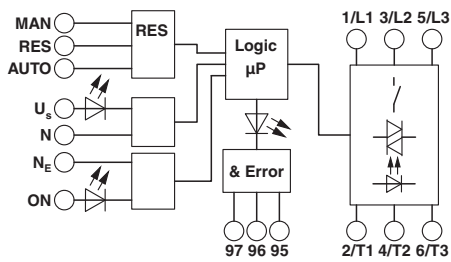 MAN
RES
AUTO
RES
Us
N
NE
ON
Logic
µP
& Error
97 96 95
1/L1 3/L2 5/L3
2/T1 4/T2 6/T3